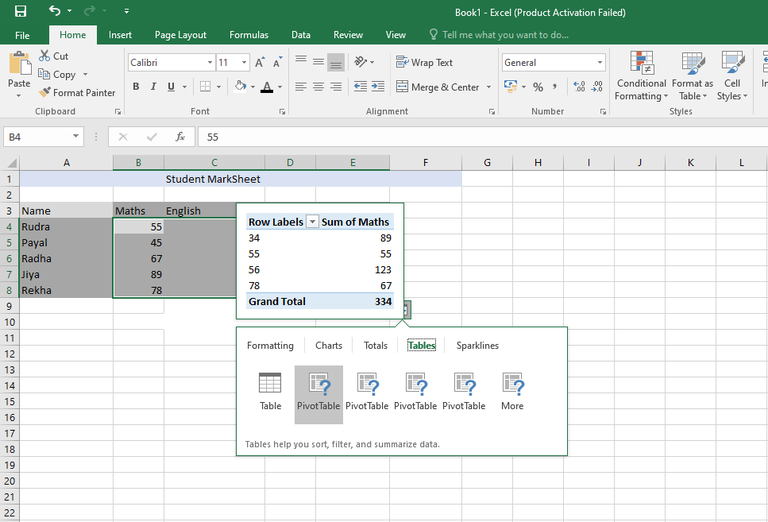 Book1 - Excel (Product Activation Failed)
File Home Insert Page Layout Formulas Data Review View Tell me what you want to do...
Paste Cut Copy Format Painter
Calibri 11 A A
B I U A
Wrap Text
Merge & Center
General
% , .0 .00 .00 .0
Conditional Formatting Format as Table Cell Styles
Clipboard Font Alignment Number Styles
B4 fx 55
A B C D E F G H I J K L
1 Student MarkSheet
2
3 Name Maths English
4 Rudra 55
5 Payal 45
6 Radha 67
7 Jiya 89
8 Rekha 78
9
10
11
12
13
14
15
16
17
18
19
20
21
22
Row Labels Sum of Maths
34 89
55 55
56 123
78 67
Grand Total 334
Formatting Charts Totals Tables Sparklines
Table PivotTable PivotTable PivotTable PivotTable More
Tables help you sort, filter, and summarize data.